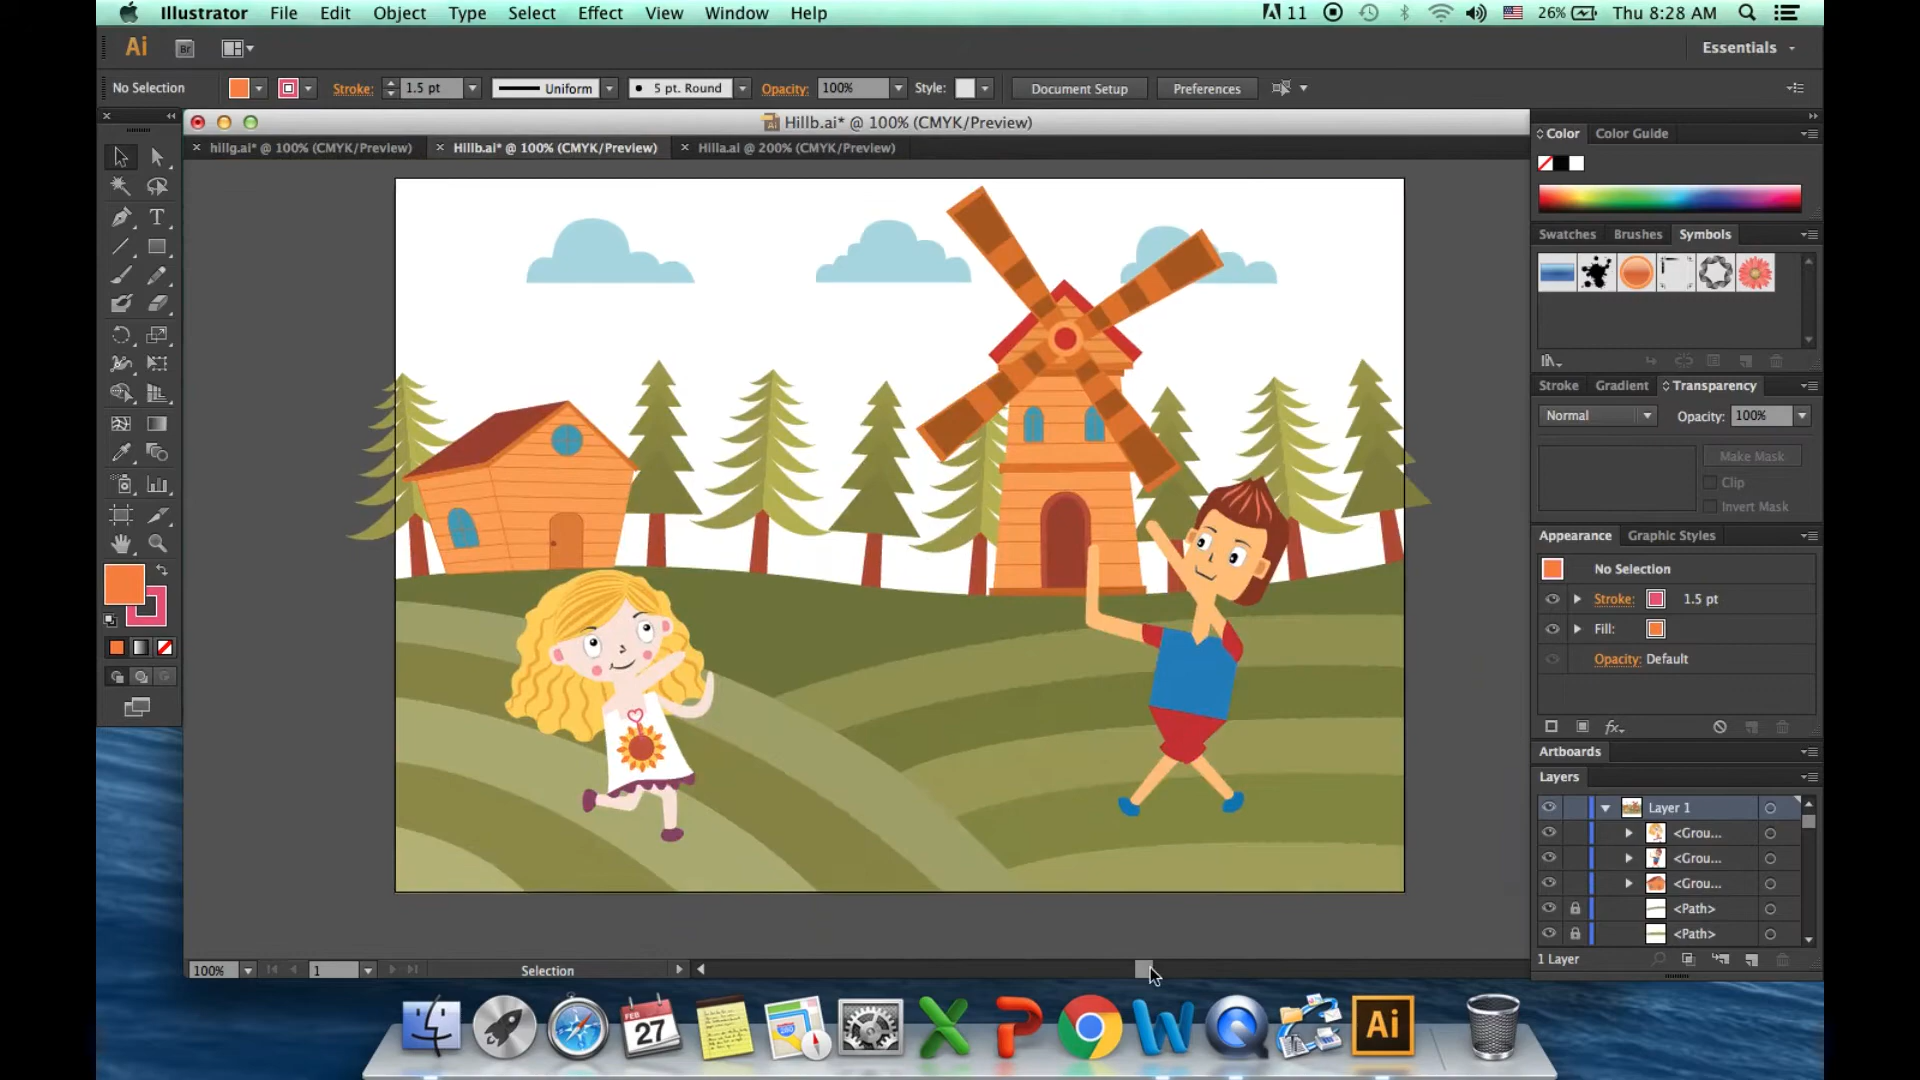 Illustrator File Edit Object Type Select Effect View Window Help 11 26% Thu 8:28 AM
Ai Br Essentials
No Selection Stroke: 1.5 pt Uniform 5 pt. Round Opacity: 100% Style: Document Setup Preferences
Hillb.ai* @ 100% (CMYK/Preview)
hillg.ai* @ 100% (CMYK/Preview) Hillb.ai* @ 100% (CMYK/Preview) Hilla.ai @ 200% (CMYK/Preview)
Color Color Guide
Swatches Brushes Symbols
Stroke Gradient Transparency
Normal Opacity: 100%
Make Mask
Clip
Invert Mask
Appearance Graphic Styles
No Selection
Stroke: 1.5 pt
Fill:
Opacity: Default
fx
Artboards
Layers
Layer 1
<Grou...
<Grou...
<Grou...
<Path>
<Path>
1 Layer
100% 1 Selection
FEB
27
Ai